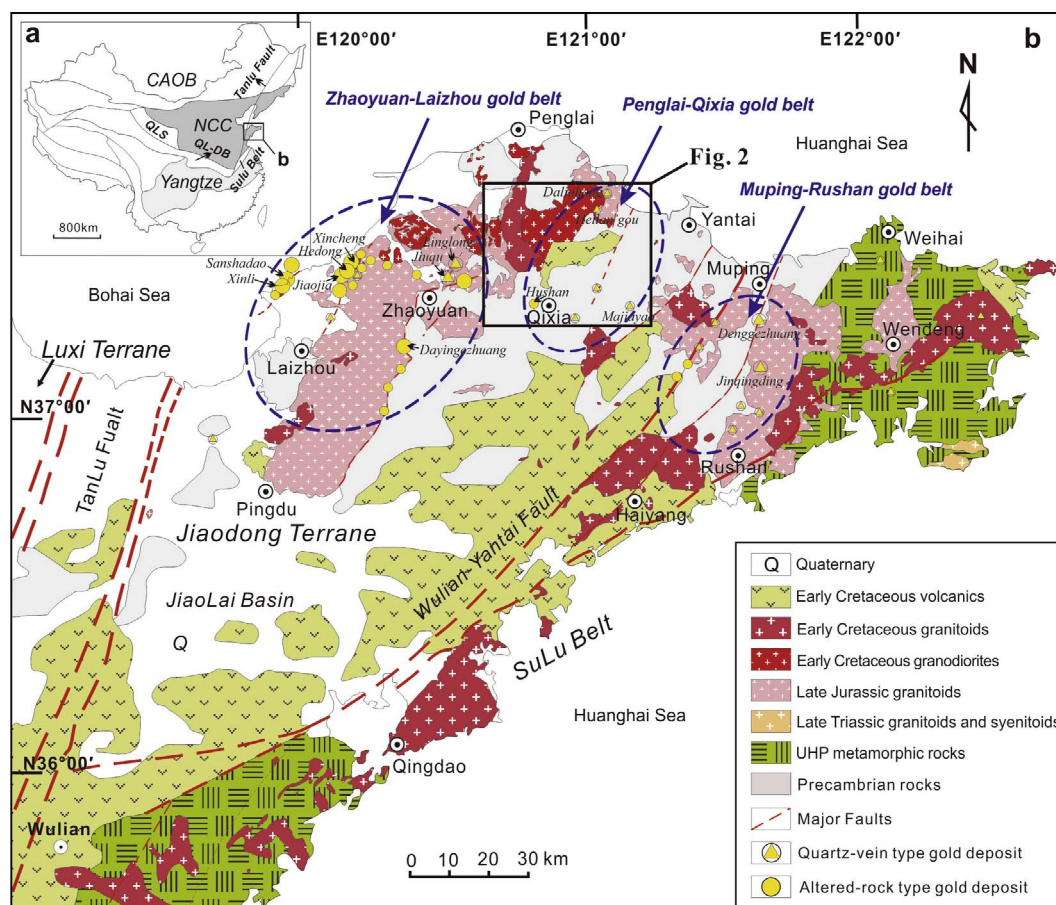 a
CAOB
Tanlu Fault
QLS
NCC
QL-DB
b
Sulu Belt
Yangtze
800km
E120°00′
E121°00′
E122°00′
b
N
Zhaoyuan-Laizhou gold belt
Penglai-Qixia gold belt
Penglai
Huanghai Sea
Fig. 2
Muping-Rushan gold belt
Heilan'gou
Yantai
Weihai
Xincheng
Hedong
Linglong
Sanshadao
Jiuqu
Xinli
Jiaojia
Muping
Bohai Sea
Zhaoyuan
Hushan
Qixia
Majiayao
Denggezhuang
Wendeng
Luxi Terrane
Laizhou
Dayingezhuang
Jinqingding
N37°00′
TanLu Fualt
Rushan
Pingdu
Haiyang
Jiaodong Terrane
Wulian-Yahtai Fault
JiaoLai Basin
Q
SuLu Belt
Huanghai Sea
N36°00′
Qingdao
Wulian
0 10 20 30 km
Q Quaternary
Early Cretaceous volcanics
Early Cretaceous granitoids
Early Cretaceous granodiorites
Late Jurassic granitoids
Late Triassic granitoids and syenitoids
UHP metamorphic rocks
Precambrian rocks
Major Faults
Quartz-vein type gold deposit
Altered-rock type gold deposit